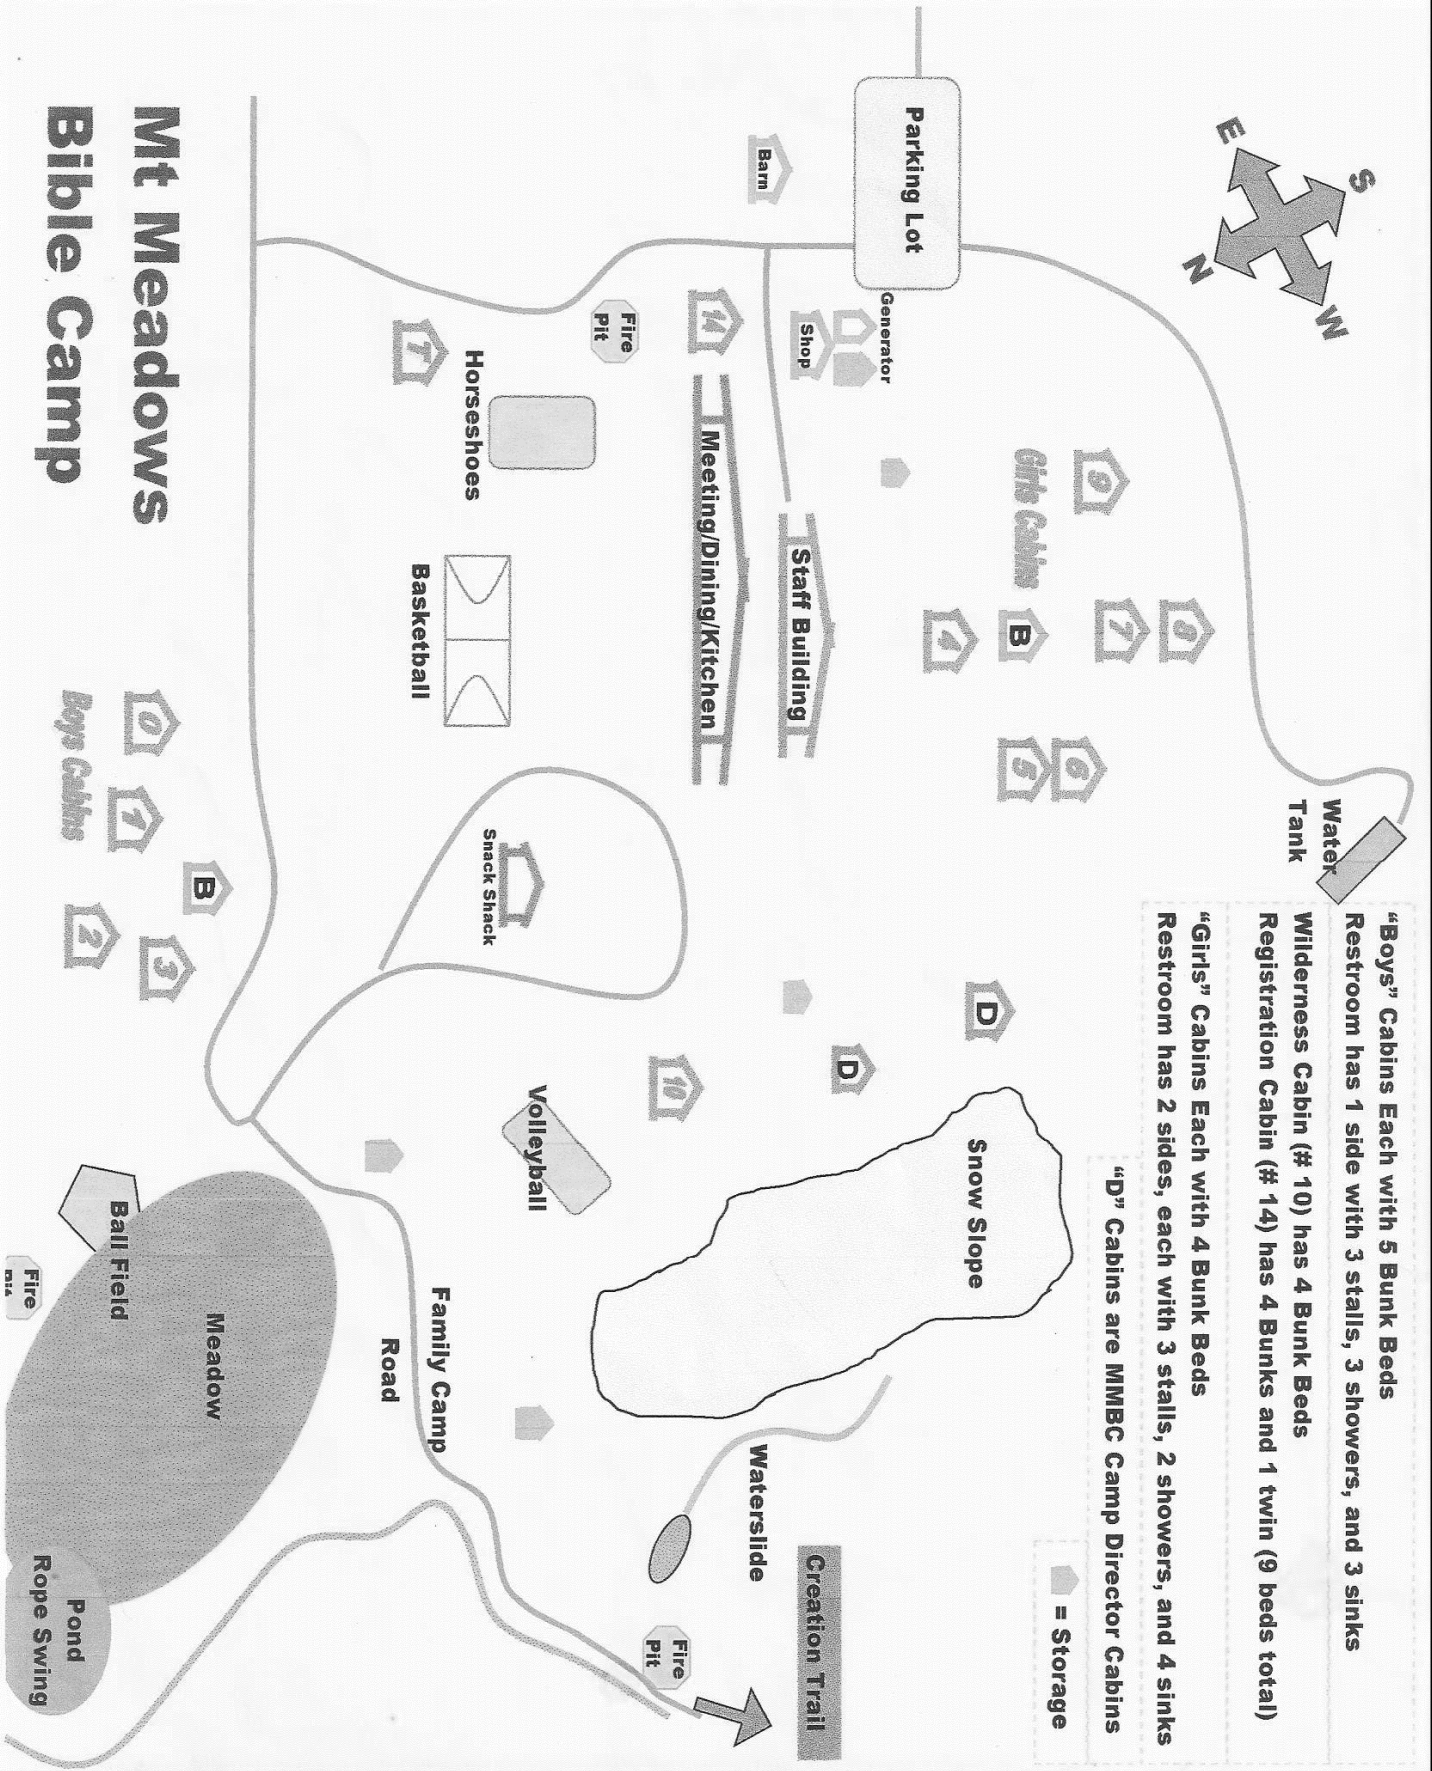 "Boys" Cabins Each with 5 Bunk Beds
Restroom has 1 side with 3 stalls, 3 showers, and 3 sinks
Wilderness Cabin (# 10) has 4 Bunk Beds
Registration Cabin (# 14) has 4 Bunks and 1 twin (9 beds total)
"Girls" Cabins Each with 4 Bunk Beds
Restroom has 2 sides, each with 3 stalls, 2 showers, and 4 sinks
"D" Cabins are MMBC Camp Director Cabins
= Storage
S
W
E
N
Water
Tank
8
7
9
6
Girls Cabins
B
5
4
D
D
Snow Slope
Parking Lot
Generator
Shop
Barn
Staff Building
Creation Trail
Waterslide
14
Meeting/Dining/Kitchen
10
Fire
Pit
Fire
Pit
Volleyball
Snack Shack
Horseshoes
Basketball
T
Family Camp
Road
B
Meadow
0
1
3
2
Boys Cabins
Ball Field
Pond
Rope Swing
Fire
Mt Meadows
Bible Camp